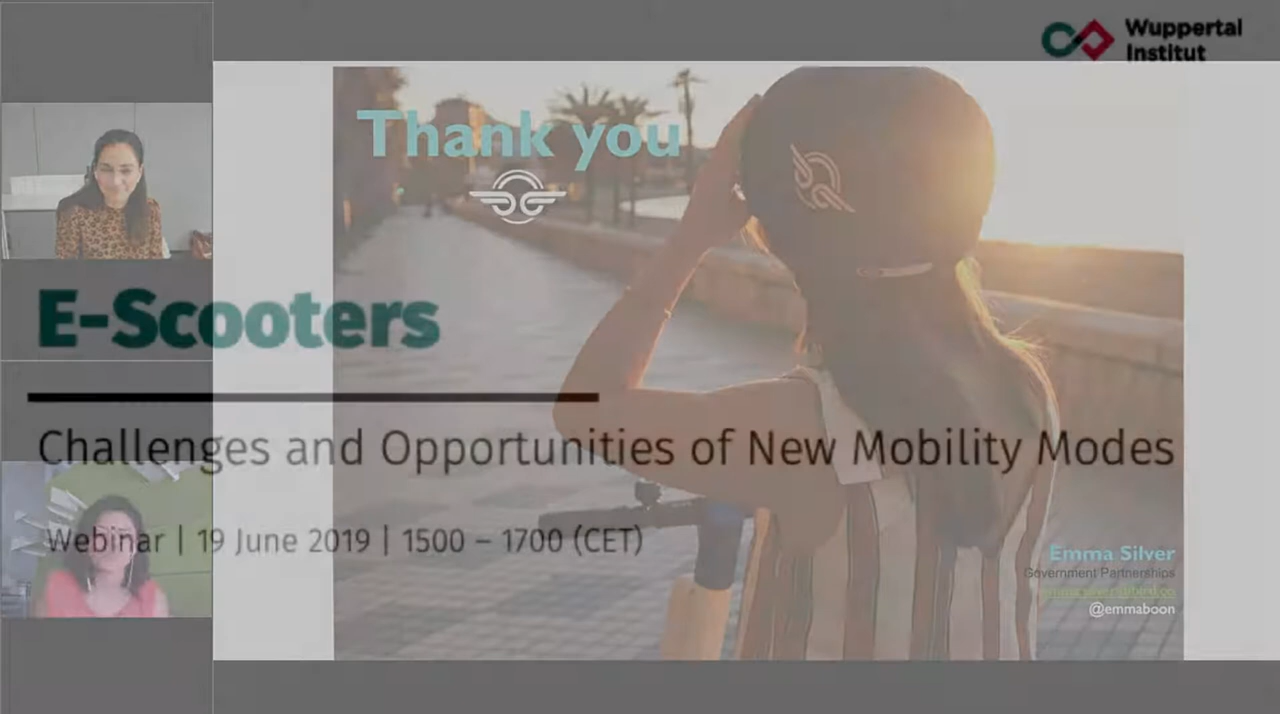 Wuppertal
Institut
Thank you
E-Scooters
Challenges and Opportunities of New Mobility Modes
Webinar | 19 June 2019 | 1500 – 1700 (CET)
Emma Silver
Government Partnerships
@emmaboon